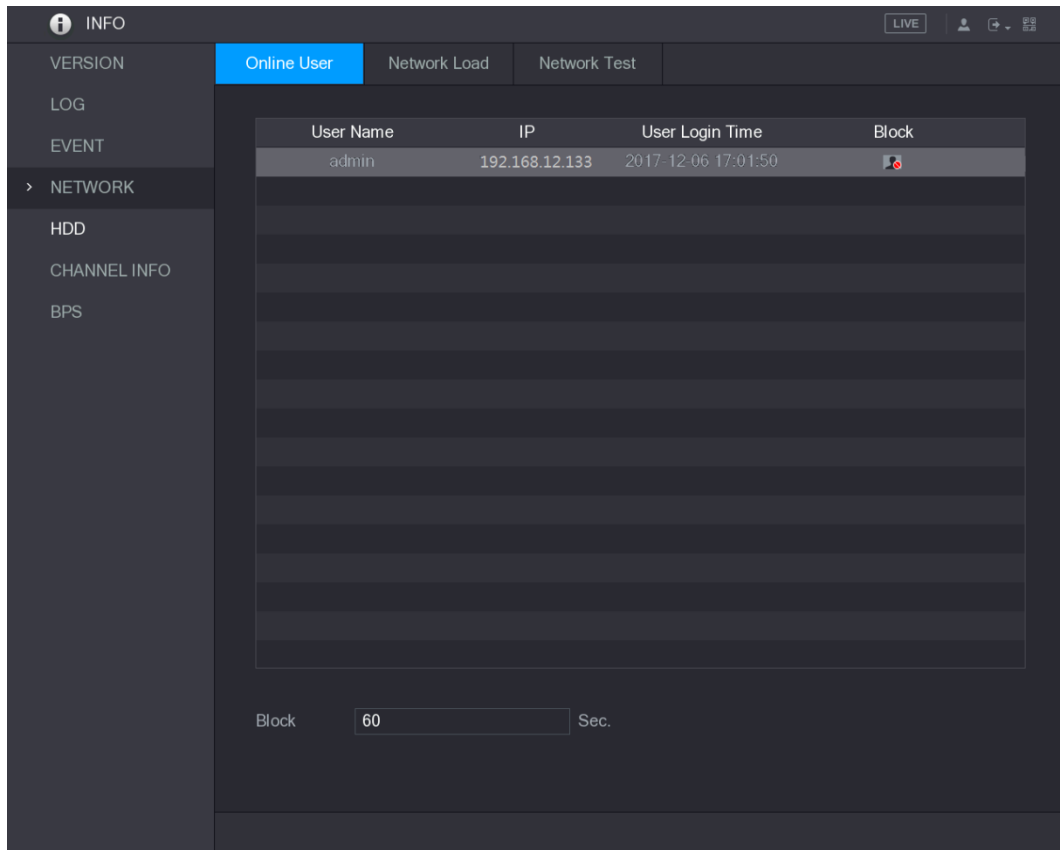 INFO
LIVE
VERSION
LOG
EVENT
> NETWORK
HDD
CHANNEL INFO
BPS
Online User Network Load Network Test
User Name IP User Login Time Block
admin 192.168.12.133 2017-12-06 17:01:50
Block 60 Sec.